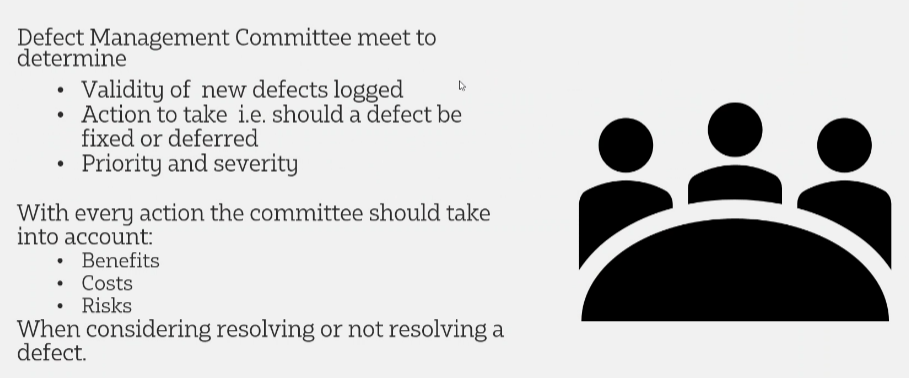 Defect Management Committee meet to
determine
• Validity of  new defects logged
• Action to take  i.e. should a defect be
fixed or deferred
• Priority and severity
With every action the committee should take
into account:
• Benefits
• Costs
• Risks
When considering resolving or not resolving a
defect.